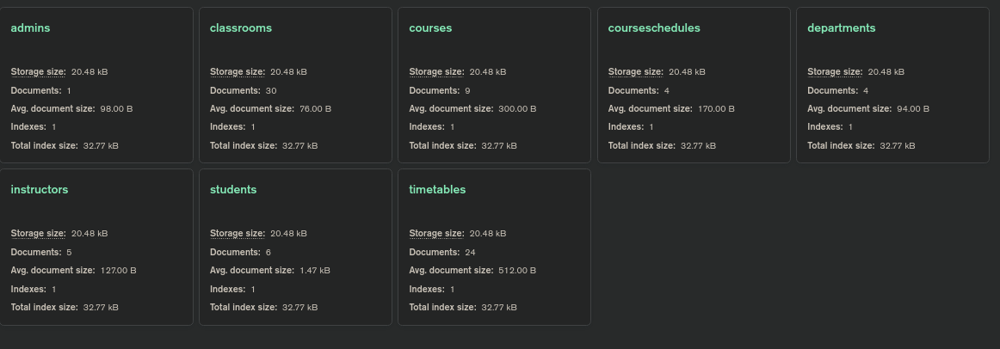 admins
Storage size: 20.48 kB
Documents: 1
Avg. document size: 98.00 B
Indexes: 1
Total index size: 32.77 kB
classrooms
Storage size: 20.48 kB
Documents: 30
Avg. document size: 76.00 B
Indexes: 1
Total index size: 32.77 kB
courses
Storage size: 20.48 kB
Documents: 9
Avg. document size: 300.00 B
Indexes: 1
Total index size: 32.77 kB
courseschedules
Storage size: 20.48 kB
Documents: 4
Avg. document size: 170.00 B
Indexes: 1
Total index size: 32.77 kB
departments
Storage size: 20.48 kB
Documents: 4
Avg. document size: 94.00 B
Indexes: 1
Total index size: 32.77 kB
instructors
Storage size: 20.48 kB
Documents: 5
Avg. document size: 127.00 B
Indexes: 1
Total index size: 32.77 kB
students
Storage size: 20.48 kB
Documents: 6
Avg. document size: 1.47 kB
Indexes: 1
Total index size: 32.77 kB
timetables
Storage size: 20.48 kB
Documents: 24
Avg. document size: 512.00 B
Indexes: 1
Total index size: 32.77 kB